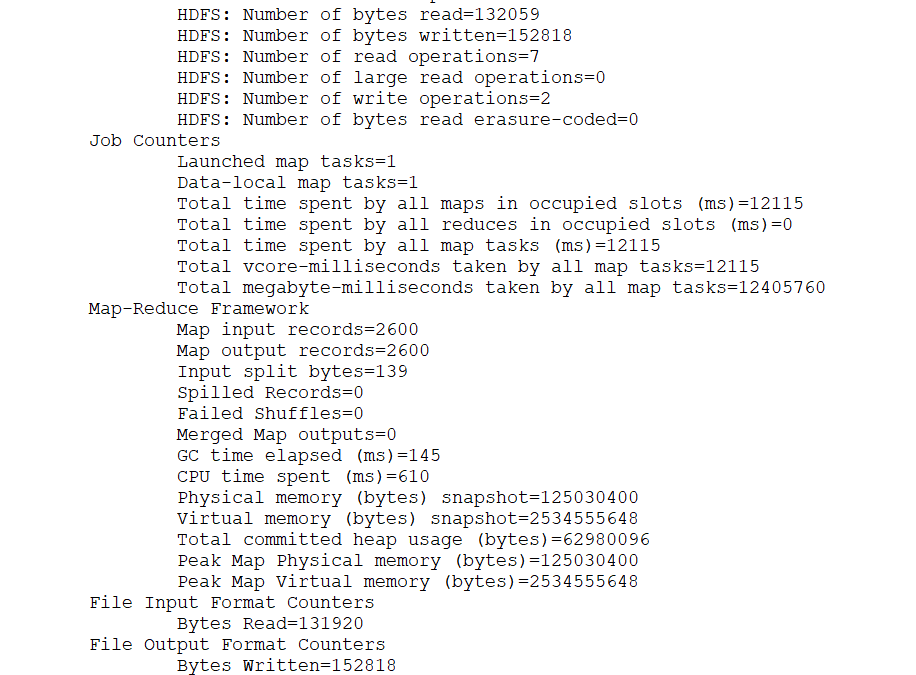 HDFS: Number of bytes read=132059
HDFS: Number of bytes written=152818
HDFS: Number of read operations=7
HDFS: Number of large read operations=0
HDFS: Number of write operations=2
HDFS: Number of bytes read erasure-coded=0
Job Counters
Launched map tasks=1
Data-local map tasks=1
Total time spent by all maps in occupied slots (ms)=12115
Total time spent by all reduces in occupied slots (ms)=0
Total time spent by all map tasks (ms)=12115
Total vcore-milliseconds taken by all map tasks=12115
Total megabyte-milliseconds taken by all map tasks=12405760
Map-Reduce Framework
Map input records=2600
Map output records=2600
Input split bytes=139
Spilled Records=0
Failed Shuffles=0
Merged Map outputs=0
GC time elapsed (ms)=145
CPU time spent (ms)=610
Physical memory (bytes) snapshot=125030400
Virtual memory (bytes) snapshot=2534555648
Total committed heap usage (bytes)=62980096
Peak Map Physical memory (bytes)=125030400
Peak Map Virtual memory (bytes)=2534555648
File Input Format Counters
Bytes Read=131920
File Output Format Counters
Bytes Written=152818